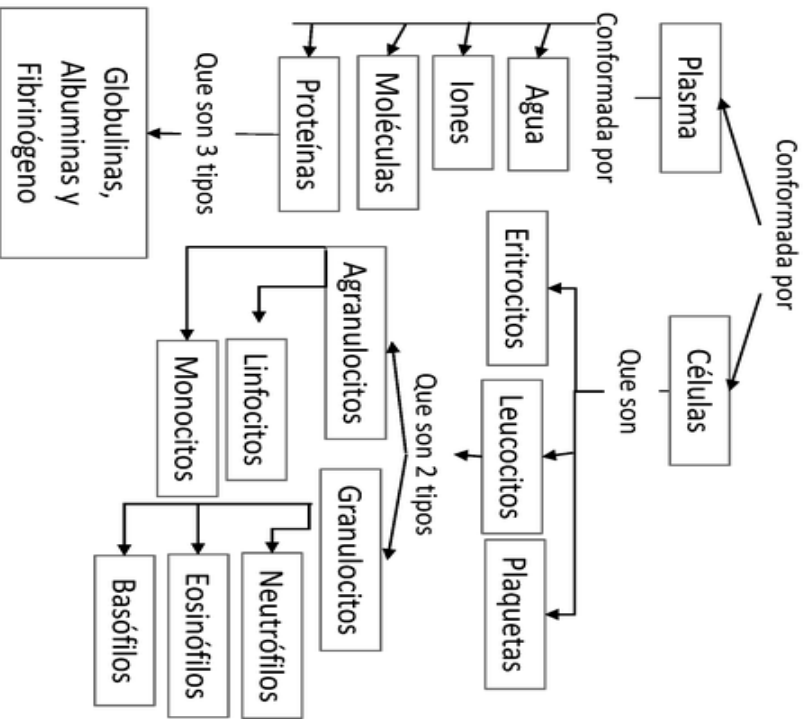 Conformada por
Plasma
Células
Conformada por
Agua
Iones
Moléculas
Proteínas
Que son 3 tipos
Globulinas,
Albuminas y
Fibrinógeno
Que son
Eritrocitos
Leucocitos
Plaquetas
Que son 2 tipos
Agranulocitos
Linfocitos
Monocitos
Granulocitos
Neutrófilos
Eosinófilos
Basófilos